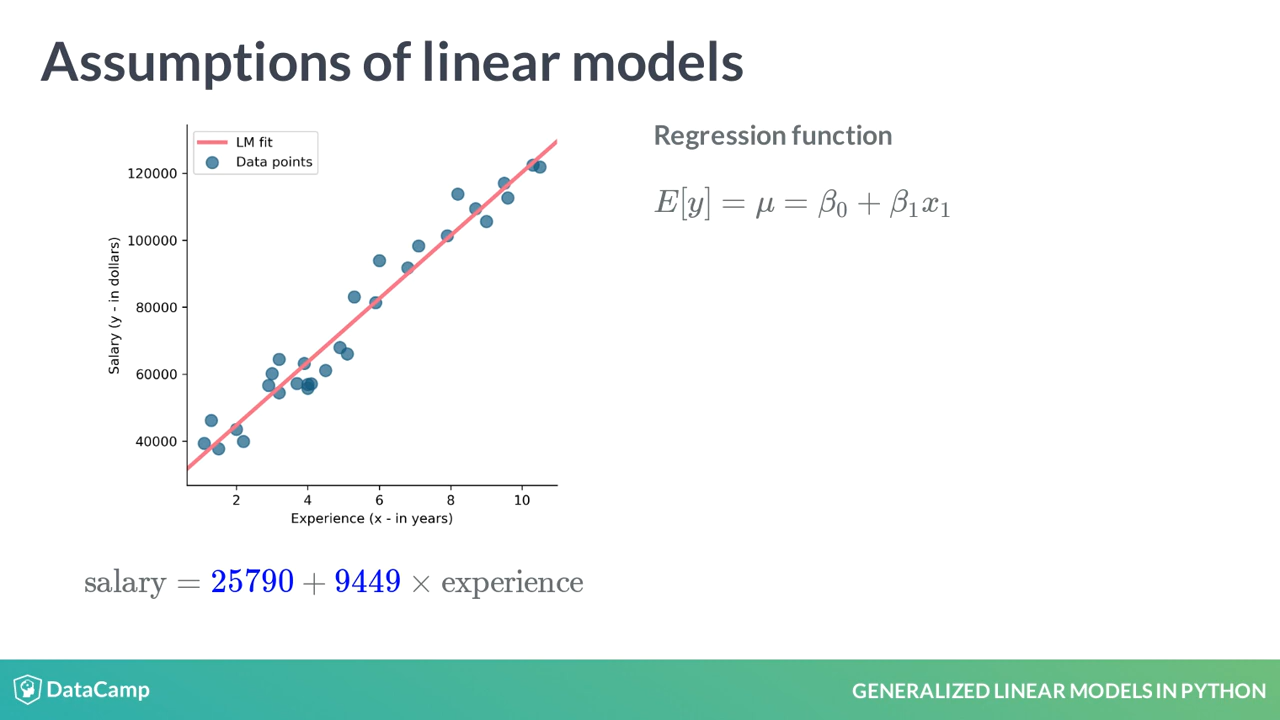 Assumptions of linear models
LM fit
Data points
120000
100000
80000
60000
40000
Salary (y - in dollars)
2 4 6 8 10
Experience (x - in years)
salary = 25790 + 9449 × experience
Regression function
E[y] = μ = β₀ + β₁x₁
DataCamp
GENERALIZED LINEAR MODELS IN PYTHON